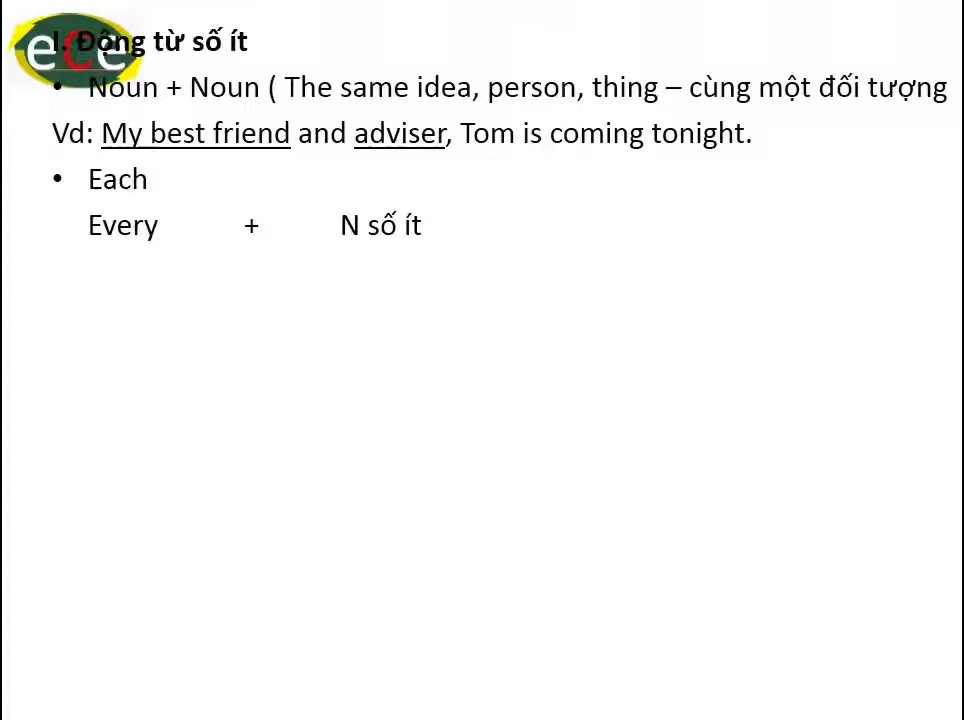 eCe
I. Động từ số ít
• Noun + Noun ( The same idea, person, thing – cùng một đối tượng
Vd: My best friend and adviser, Tom is coming tonight.
• Each
Every + N số ít